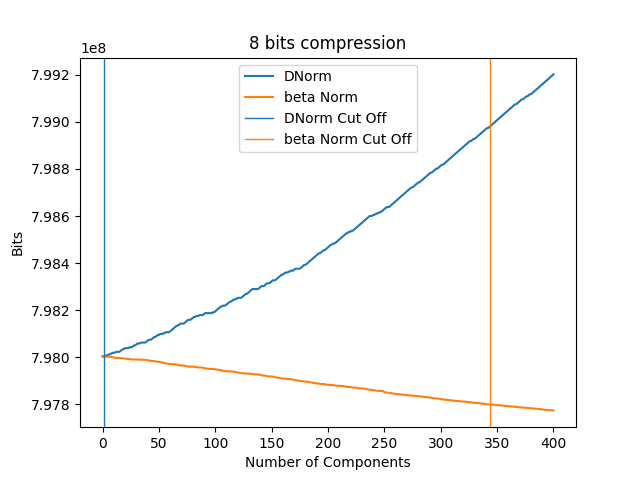 8 bits compression
1e8
7.992
7.990
7.988
7.986
7.984
7.982
7.980
7.978
Bits
DNorm
beta Norm
DNorm Cut Off
beta Norm Cut Off
0 50 100 150 200 250 300 350 400
Number of Components